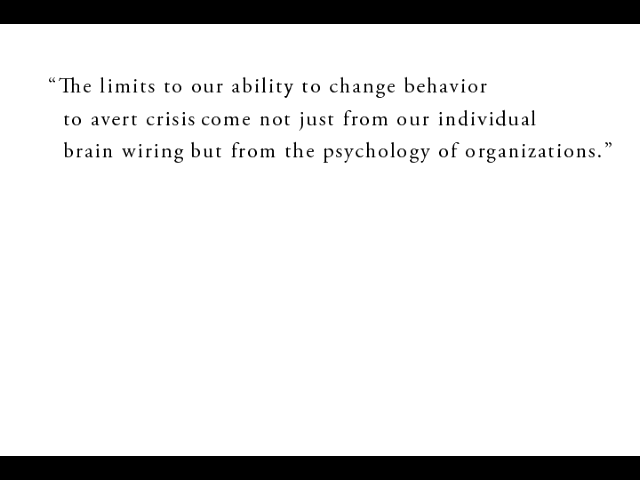 “The limits to our ability to change behavior
to avert crisis come not just from our individual
brain wiring but from the psychology of organizations.”